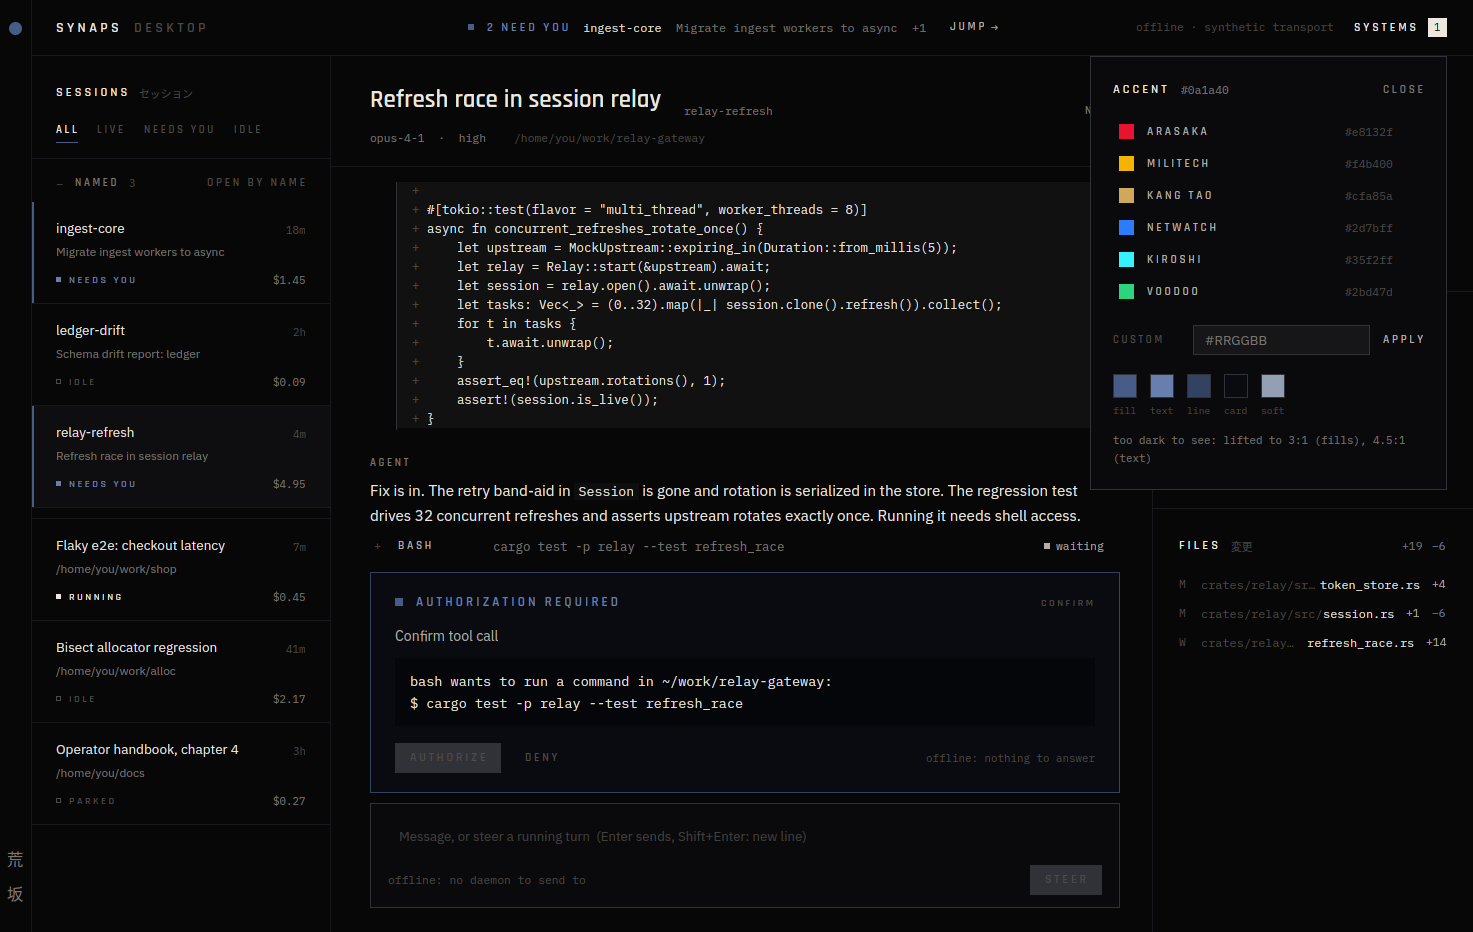 SYNAPS DESKTOP
2 NEED YOU ingest-core Migrate ingest workers to async +1 JUMP →
offline · synthetic transport SYSTEMS 1
SESSIONS セッション
ALL LIVE NEEDS YOU IDLE
– NAMED 3 OPEN BY NAME
ingest-core 18m
Migrate ingest workers to async
NEEDS YOU $1.45
ledger-drift 2h
Schema drift report: ledger
IDLE $0.09
relay-refresh 4m
Refresh race in session relay
NEEDS YOU $4.95
Flaky e2e: checkout latency 7m
/home/you/work/shop
RUNNING $0.45
Bisect allocator regression 41m
/home/you/work/alloc
IDLE $2.17
Operator handbook, chapter 4 3h
/home/you/docs
PARKED $0.27
荒
坂
Refresh race in session relay relay-refresh
opus-4-1 · high /home/you/work/relay-gateway
+
+ #[tokio::test(flavor = "multi_thread", worker_threads = 8)]
+ async fn concurrent_refreshes_rotate_once() {
+     let upstream = MockUpstream::expiring_in(Duration::from_millis(5));
+     let relay = Relay::start(&upstream).await;
+     let session = relay.open().await.unwrap();
+     let tasks: Vec<_> = (0..32).map(|_| session.clone().refresh()).collect();
+     for t in tasks {
+         t.await.unwrap();
+     }
+     assert_eq!(upstream.rotations(), 1);
+     assert!(session.is_live());
+ }
AGENT
Fix is in. The retry band-aid in Session is gone and rotation is serialized in the store. The regression test
drives 32 concurrent refreshes and asserts upstream rotates exactly once. Running it needs shell access.
+ BASH cargo test -p relay --test refresh_race waiting
AUTHORIZATION REQUIRED CONFIRM
Confirm tool call
bash wants to run a command in ~/work/relay-gateway:
$ cargo test -p relay --test refresh_race
AUTHORIZE DENY offline: nothing to answer
Message, or steer a running turn (Enter sends, Shift+Enter: new line)
offline: no daemon to send to STEER
ACCENT #0a1a40 CLOSE
ARASAKA #e8132f
MILITECH #f4b400
KANG TAO #cfa85a
NETWATCH #2d7bff
KIROSHI #35f2ff
VOODOO #2bd47d
CUSTOM #RRGGBB APPLY
fill text line card soft
too dark to see: lifted to 3:1 (fills), 4.5:1
(text)
FILES 変更 +19 −6
M crates/relay/sr… token_store.rs +4
M crates/relay/src/session.rs +1 −6
W crates/relay… refresh_race.rs +14